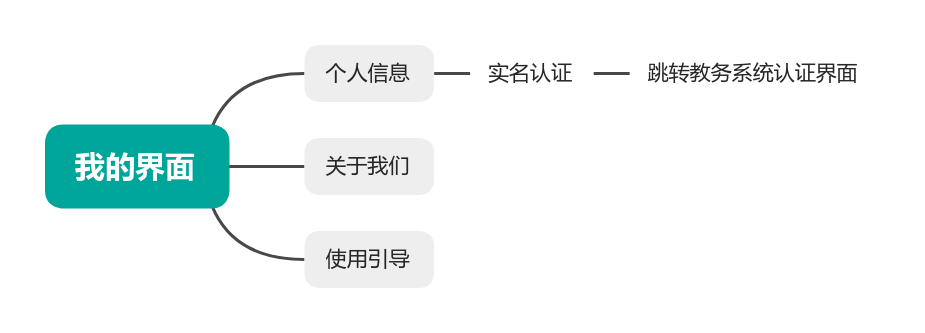 我的界面
个人信息
实名认证
跳转教务系统认证界面
关于我们
使用引导